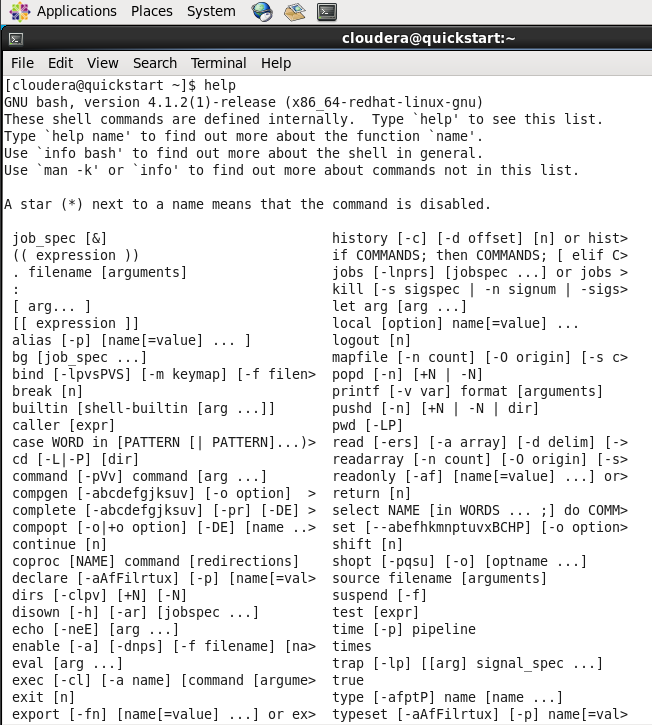 Applications Places System
cloudera@quickstart:~
File Edit View Search Terminal Help
[cloudera@quickstart ~]$ help
GNU bash, version 4.1.2(1)-release (x86_64-redhat-linux-gnu)
These shell commands are defined internally.  Type `help' to see this list.
Type `help name' to find out more about the function `name'.
Use `info bash' to find out more about the shell in general.
Use `man -k' or `info' to find out more about commands not in this list.
A star (*) next to a name means that the command is disabled.
job_spec [&] history [-c] [-d offset] [n] or hist>
(( expression )) if COMMANDS; then COMMANDS; [ elif C>
. filename [arguments] jobs [-lnprs] [jobspec ...] or jobs >
: kill [-s sigspec | -n signum | -sigs>
[ arg... ] let arg [arg ...]
[[ expression ]] local [option] name[=value] ...
alias [-p] [name[=value] ... ] logout [n]
bg [job_spec ...] mapfile [-n count] [-O origin] [-s c>
bind [-lpvsPVS] [-m keymap] [-f filen> popd [-n] [+N | -N]
break [n] printf [-v var] format [arguments]
builtin [shell-builtin [arg ...]] pushd [-n] [+N | -N | dir]
caller [expr] pwd [-LP]
case WORD in [PATTERN [| PATTERN]...)> read [-ers] [-a array] [-d delim] [->
cd [-L|-P] [dir] readarray [-n count] [-O origin] [-s>
command [-pVv] command [arg ...] readonly [-af] [name[=value] ...] or>
compgen [-abcdefgjksuv] [-o option]  > return [n]
complete [-abcdefgjksuv] [-pr] [-DE] > select NAME [in WORDS ... ;] do COMM>
compopt [-o|+o option] [-DE] [name ..> set [--abefhkmnptuvxBCHP] [-o option>
continue [n] shift [n]
coproc [NAME] command [redirections] shopt [-pqsu] [-o] [optname ...]
declare [-aAfFilrtux] [-p] [name[=val> source filename [arguments]
dirs [-clpv] [+N] [-N] suspend [-f]
disown [-h] [-ar] [jobspec ...] test [expr]
echo [-neE] [arg ...] time [-p] pipeline
enable [-a] [-dnps] [-f filename] [na> times
eval [arg ...] trap [-lp] [[arg] signal_spec ...]
exec [-cl] [-a name] [command [argume> true
exit [n] type [-afptP] name [name ...]
export [-fn] [name[=value] ...] or ex> typeset [-aAfFilrtux] [-p] name[=val>